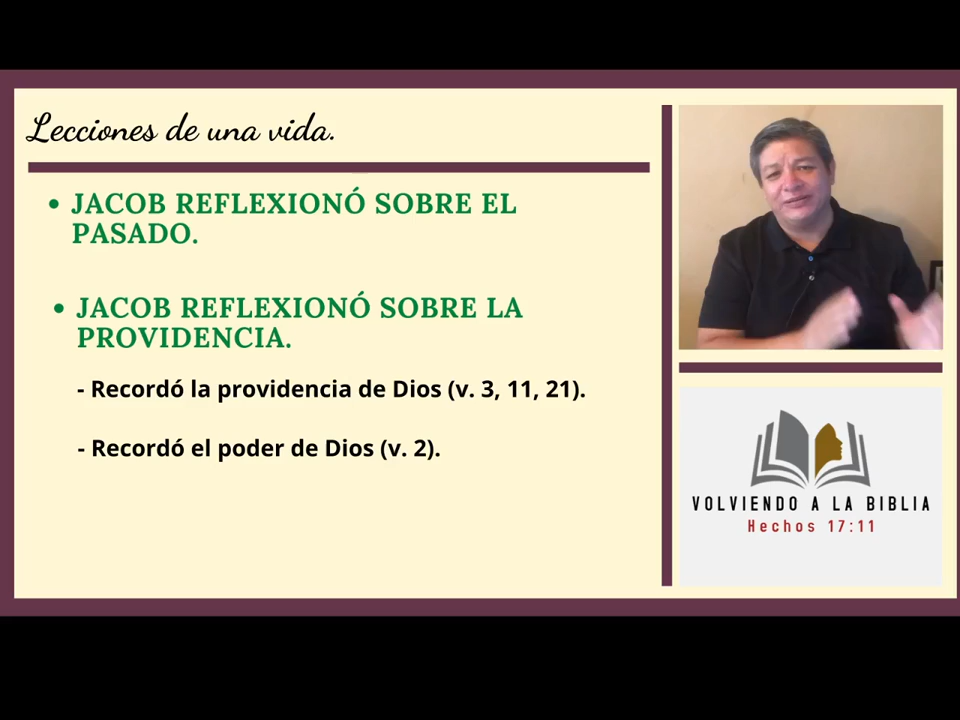 Lecciones de una vida.
• JACOB REFLEXIONÓ SOBRE EL
PASADO.
• JACOB REFLEXIONÓ SOBRE LA
PROVIDENCIA.
- Recordó la providencia de Dios (v. 3, 11, 21).
- Recordó el poder de Dios (v. 2).
VOLVIENDO A LA BIBLIA
Hechos 17:11